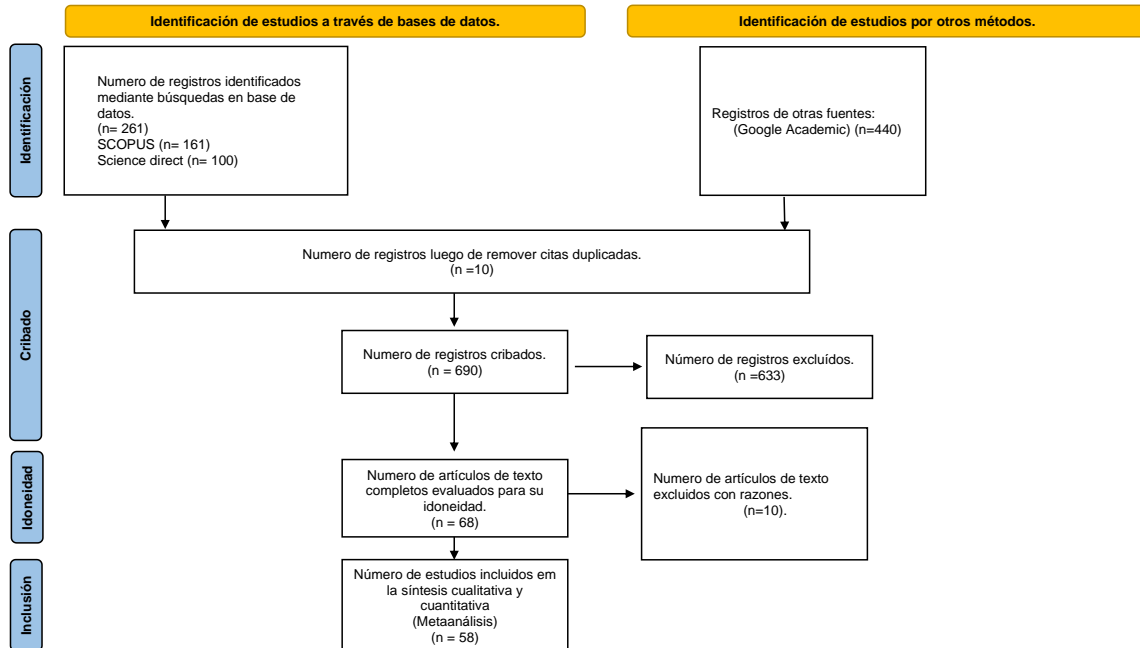 Identificación de estudios a través de bases de datos.
Identificación de estudios por otros métodos.
Identificación
Numero de registros identificados
mediante búsquedas en base de
datos.
(n= 261)
SCOPUS (n= 161)
Science direct (n= 100)
Registros de otras fuentes:
(Google Academic) (n=440)
Cribado
Numero de registros luego de remover citas duplicadas.
(n =10)
Numero de registros cribados.
(n = 690)
Número de registros excluídos.
(n =633)
Idoneidad
Numero de artículos de texto
completos evaluados para su
idoneidad.
(n = 68)
Numero de artículos de texto
excluidos con razones.
(n=10).
Inclusión
Número de estudios incluidos em
la síntesis cualitativa y
cuantitativa
(Metaanálisis)
(n = 58)